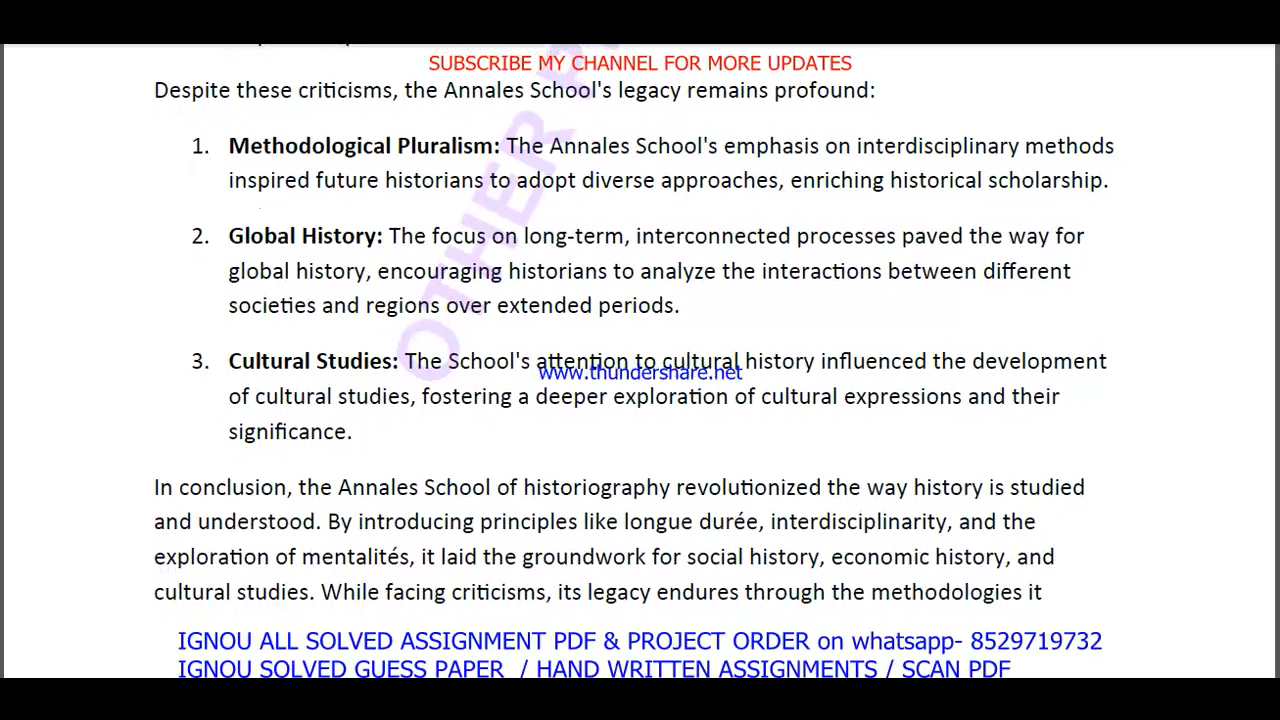 SUBSCRIBE MY CHANNEL FOR MORE UPDATES
Despite these criticisms, the Annales School's legacy remains profound:
1. Methodological Pluralism: The Annales School's emphasis on interdisciplinary methods
inspired future historians to adopt diverse approaches, enriching historical scholarship.
2. Global History: The focus on long-term, interconnected processes paved the way for
global history, encouraging historians to analyze the interactions between different
societies and regions over extended periods.
3. Cultural Studies: The School's attention to cultural history influenced the development
www.thundershare.net
of cultural studies, fostering a deeper exploration of cultural expressions and their
significance.
In conclusion, the Annales School of historiography revolutionized the way history is studied
and understood. By introducing principles like longue durée, interdisciplinarity, and the
exploration of mentalités, it laid the groundwork for social history, economic history, and
cultural studies. While facing criticisms, its legacy endures through the methodologies it
IGNOU ALL SOLVED ASSIGNMENT PDF & PROJECT ORDER on whatsapp- 8529719732
IGNOU SOLVED GUESS PAPER / HAND WRITTEN ASSIGNMENTS / SCAN PDF
OTHER